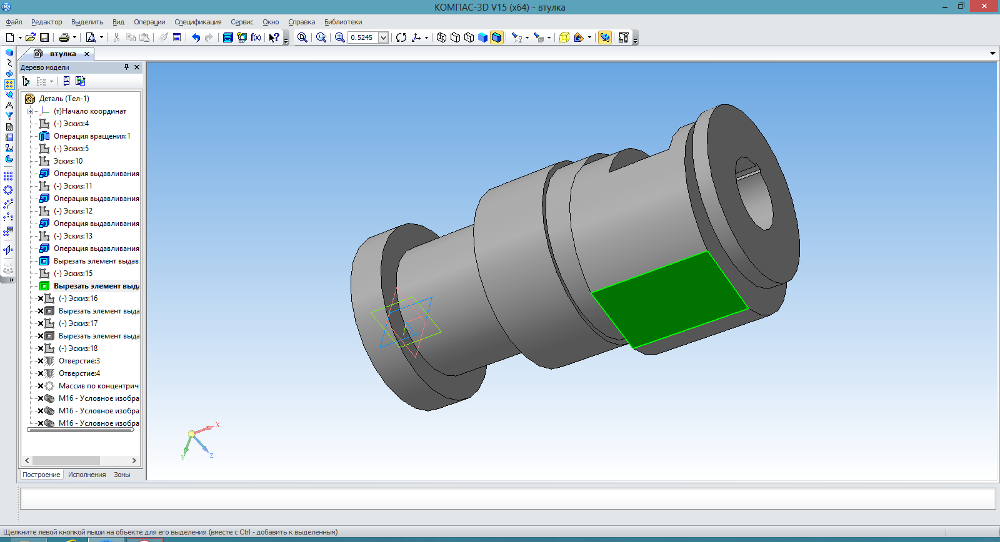 КОМПАС-3D V15 (x64) - втулка
Файл Редактор Выделить Вид Операции Спецификация Сервис Окно Справка Библиотеки
f(x) ? 0.5245
втулка
Дерево модели
Деталь (Тел-1)
(т)Начало координат
(-) Эскиз:4
Операция вращения:1
(-) Эскиз:5
Эскиз:10
Операция выдавливания
(-) Эскиз:11
Операция выдавливания
(-) Эскиз:12
Операция выдавливания
(-) Эскиз:13
Операция выдавливания
Вырезать элемент выдав
(-) Эскиз:15
Вырезать элемент выда
(-) Эскиз:16
Вырезать элемент выда
(-) Эскиз:17
Вырезать элемент выда
(-) Эскиз:18
Отверстие:3
Отверстие:4
Массив по концентрич
М16 - Условное изобра
М16 - Условное изобра
М16 - Условное изобра
X
Y
Z
Построение Исполнения Зоны
Щелкните левой кнопкой мыши на объекте для его выделения (вместе с Ctrl - добавить к выделенным)